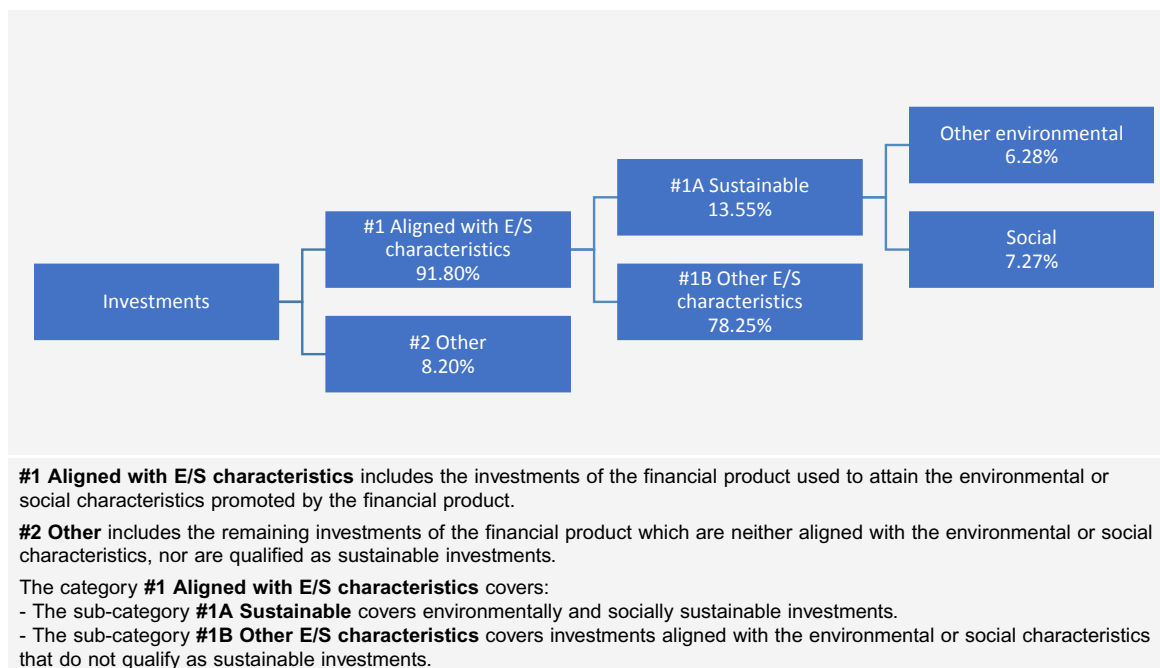 Investments
#1 Aligned with E/S
characteristics
91.80%
#2 Other
8.20%
#1A Sustainable
13.55%
#1B Other E/S
characteristics
78.25%
Other environmental
6.28%
Social
7.27%
#1 Aligned with E/S characteristics includes the investments of the financial product used to attain the environmental or
social characteristics promoted by the financial product.
#2 Other includes the remaining investments of the financial product which are neither aligned with the environmental or social
characteristics, nor are qualified as sustainable investments.
The category #1 Aligned with E/S characteristics covers:
- The sub-category #1A Sustainable covers environmentally and socially sustainable investments.
- The sub-category #1B Other E/S characteristics covers investments aligned with the environmental or social characteristics
that do not qualify as sustainable investments.